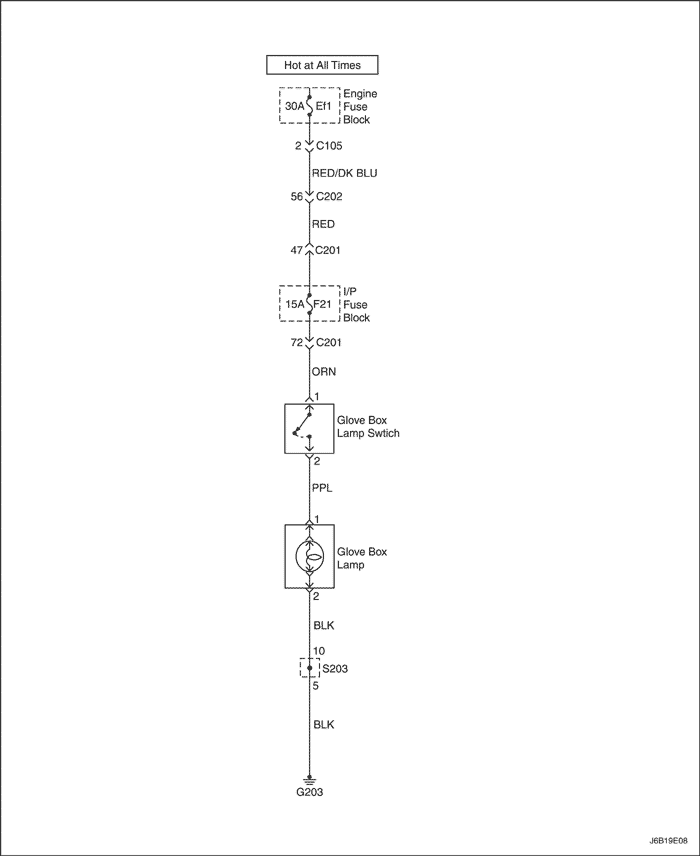 Hot at All Times
30A Ef1
Engine
Fuse
Block
2 C105
RED/DK BLU
56 C202
RED
47 C201
15A F21
I/P
Fuse
Block
72 C201
ORN
1
Glove Box
Lamp Swtich
2
PPL
1
Glove Box
Lamp
2
BLK
10
S203
5
BLK
G203
J6B19E08